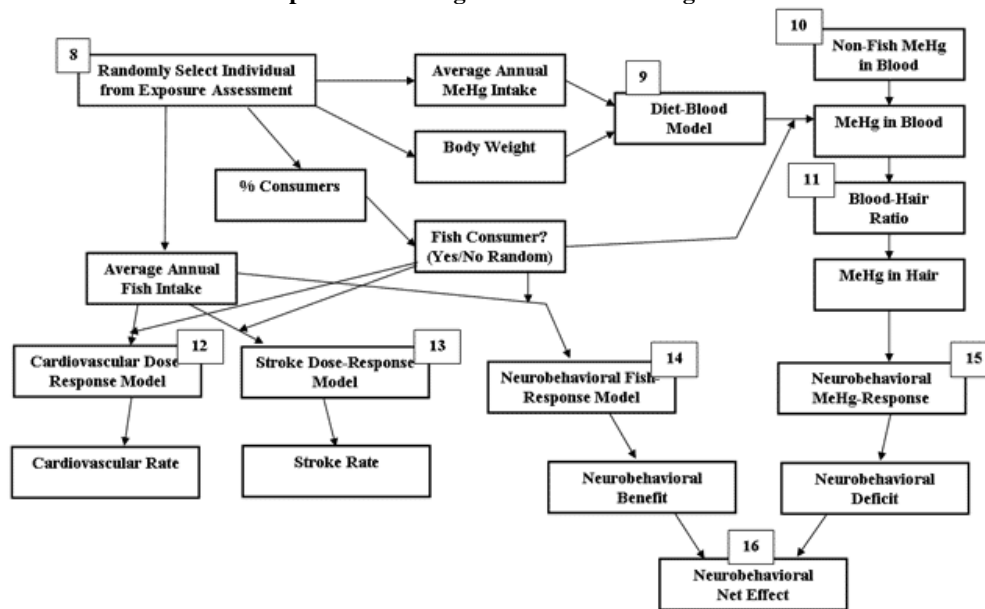 8
Randomly Select Individual
from Exposure Assessment
Average Annual
MeHg Intake
9
Diet-Blood
Model
10
Non-Fish MeHg
in Blood
MeHg in Blood
Body Weight
% Consumers
11
Blood-Hair
Ratio
Fish Consumer?
(Yes/No Random)
Average Annual
Fish Intake
MeHg in Hair
12
Cardiovascular Dose
Response Model
13
Stroke Dose-Response
Model
14
Neurobehavioral Fish-
Response Model
15
Neurobehavioral
MeHg-Response
Cardiovascular Rate
Stroke Rate
Neurobehavioral
Benefit
Neurobehavioral
Deficit
16
Neurobehavioral
Net Effect